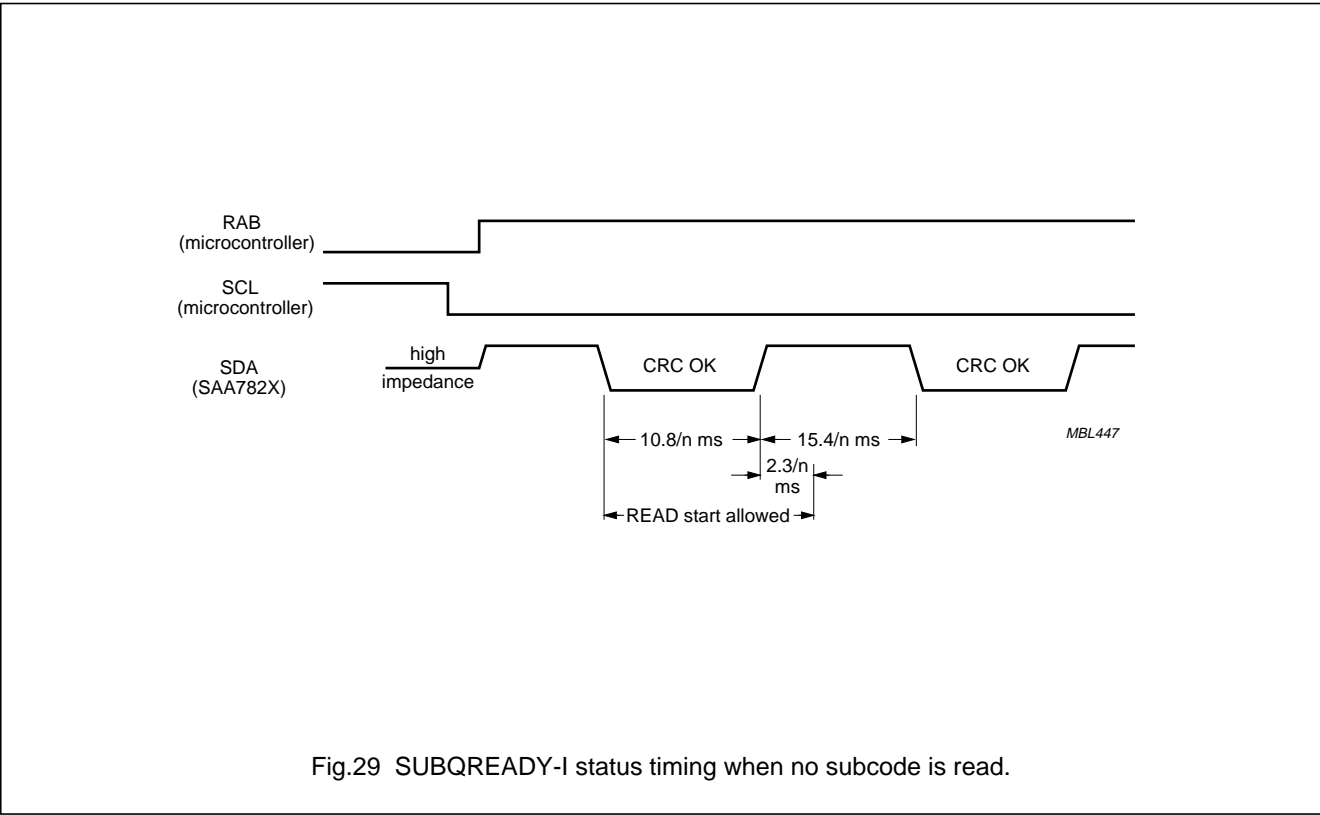 RAB
(microcontroller)
SCL
(microcontroller)
SDA
(SAA782X)
high
impedance
CRC OK
CRC OK
10.8/n ms
15.4/n ms
MBL447
2.3/n
ms
READ start allowed
Fig.29 SUBQREADY-I status timing when no subcode is read.